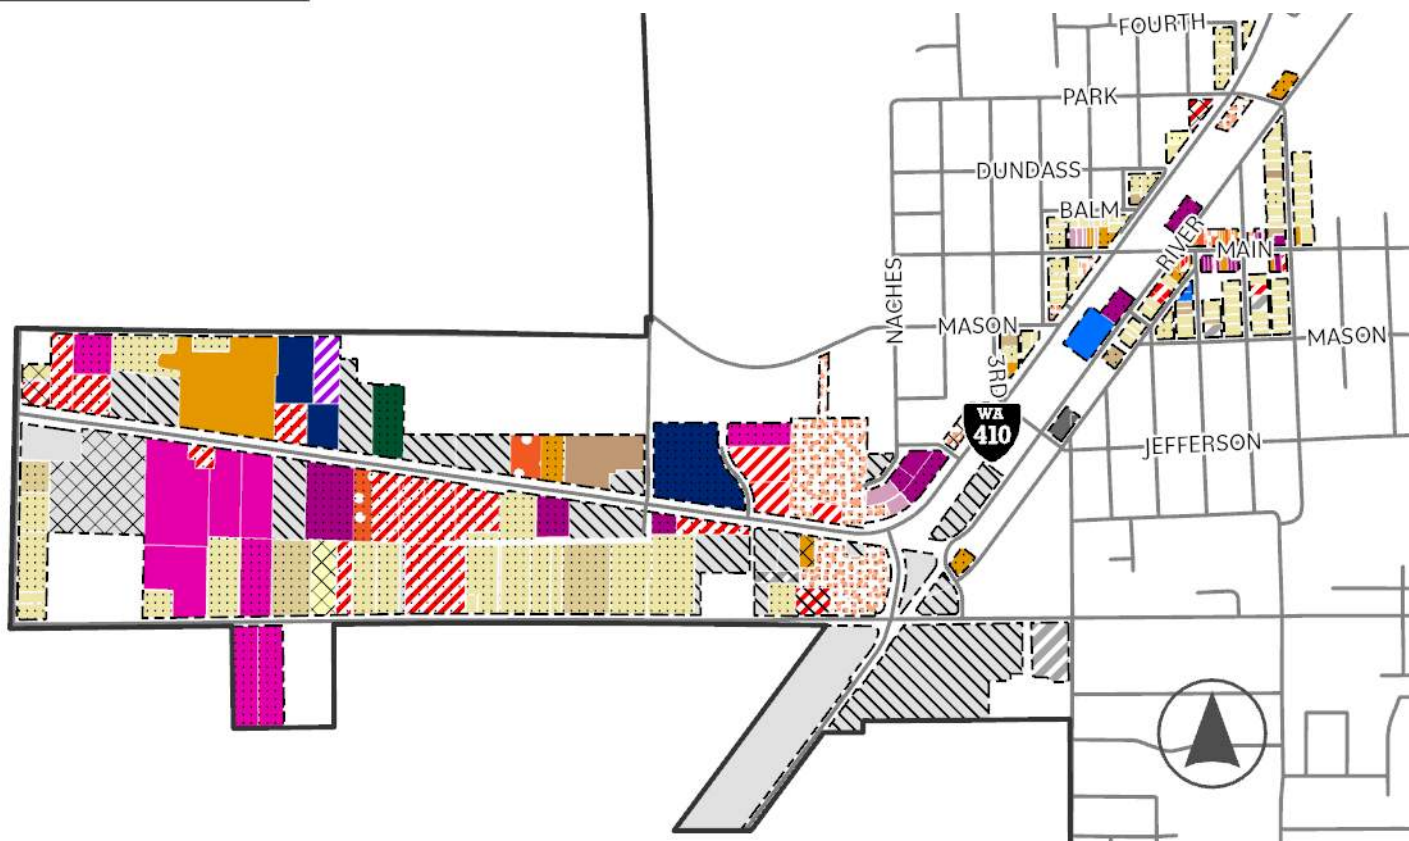 FOURTH
PARK
DUNDASS
BALM
RIVER
MAIN
NACHES
MASON
3RD
MASON
WA
410
JEFFERSON